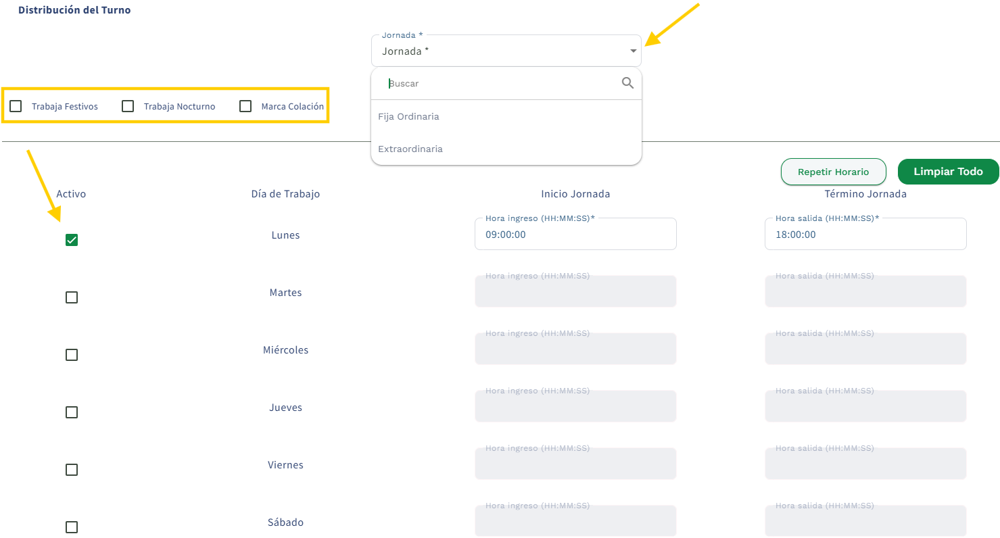 Distribución del Turno
Jornada *
Jornada *
Buscar
Trabaja Festivos Trabaja Nocturno Marca Colación
Fija Ordinaria
Extraordinaria
Repetir Horario Limpiar Todo
Activo Día de Trabajo Inicio Jornada Término Jornada
Hora ingreso (HH:MM:SS)* Hora salida (HH:MM:SS)*
Lunes 09:00:00 18:00:00
Hora ingreso (HH:MM:SS) Hora salida (HH:MM:SS)
Martes
Hora ingreso (HH:MM:SS) Hora salida (HH:MM:SS)
Miércoles
Hora ingreso (HH:MM:SS) Hora salida (HH:MM:SS)
Jueves
Hora ingreso (HH:MM:SS) Hora salida (HH:MM:SS)
Viernes
Hora ingreso (HH:MM:SS) Hora salida (HH:MM:SS)
Sábado